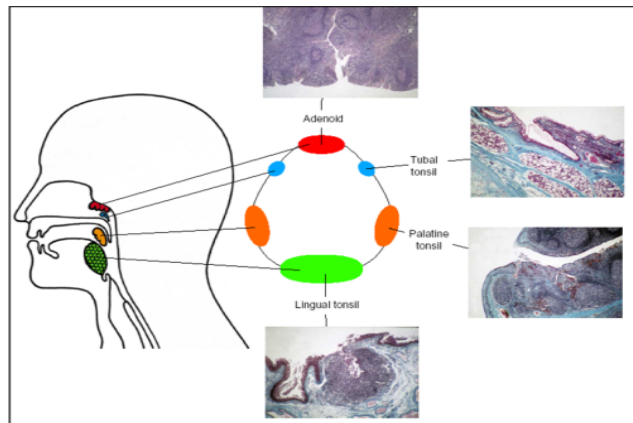 Adenoid
Tubal
tonsil
Palatine
tonsil
Lingual tonsil